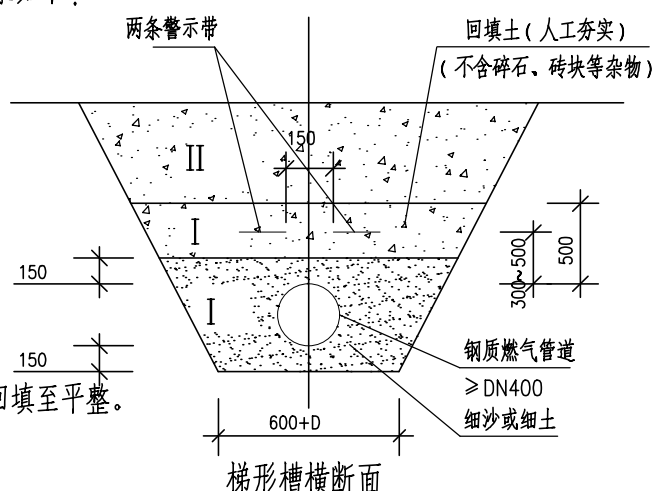 两条警示带
回填土(人工夯实)
(不含碎石、砖块等杂物)
150
II
I
I
150
150
300~500
500
钢质燃气管道
≥DN400
细沙或细土
回填至平整。
600+D
梯形槽横断面